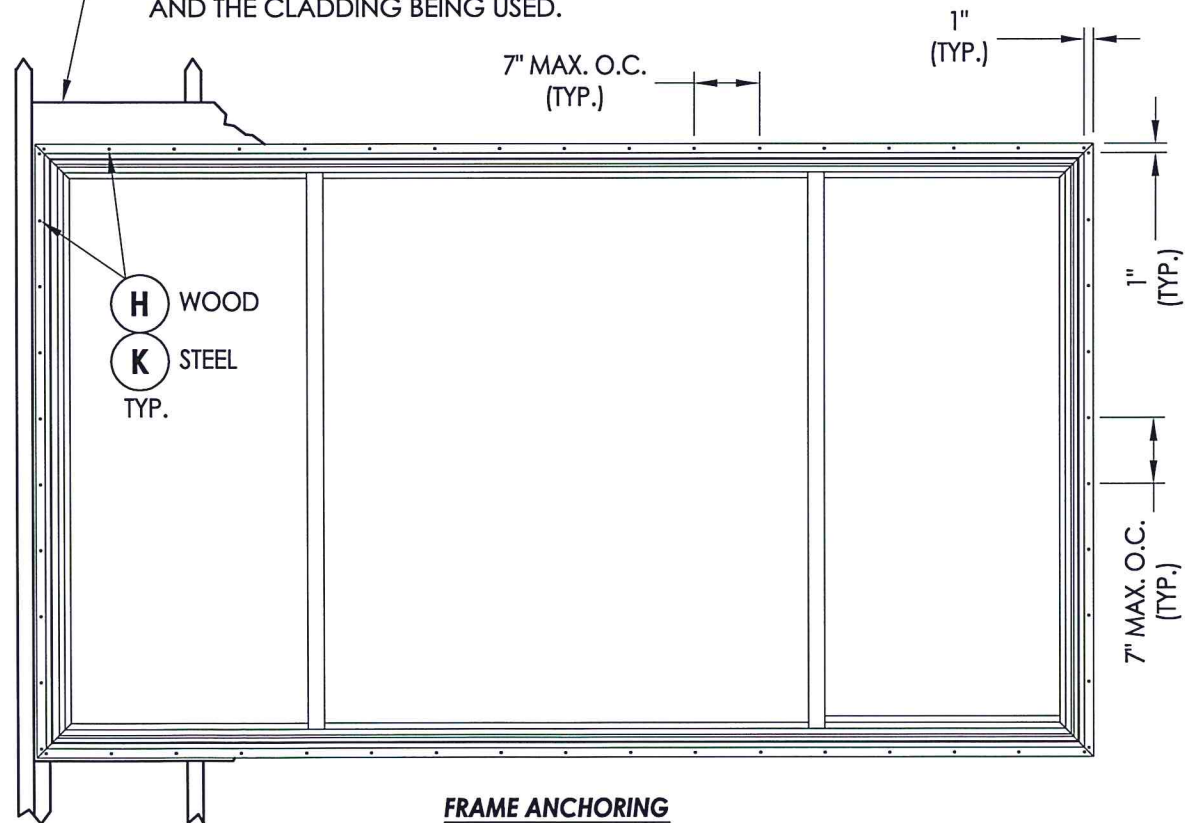 AND THE CLADDING BEING USED.
1"
(TYP.)
7" MAX. O.C.
(TYP.)
H WOOD
K STEEL
TYP.
1"
(TYP.)
7" MAX. O.C.
(TYP.)
FRAME ANCHORING